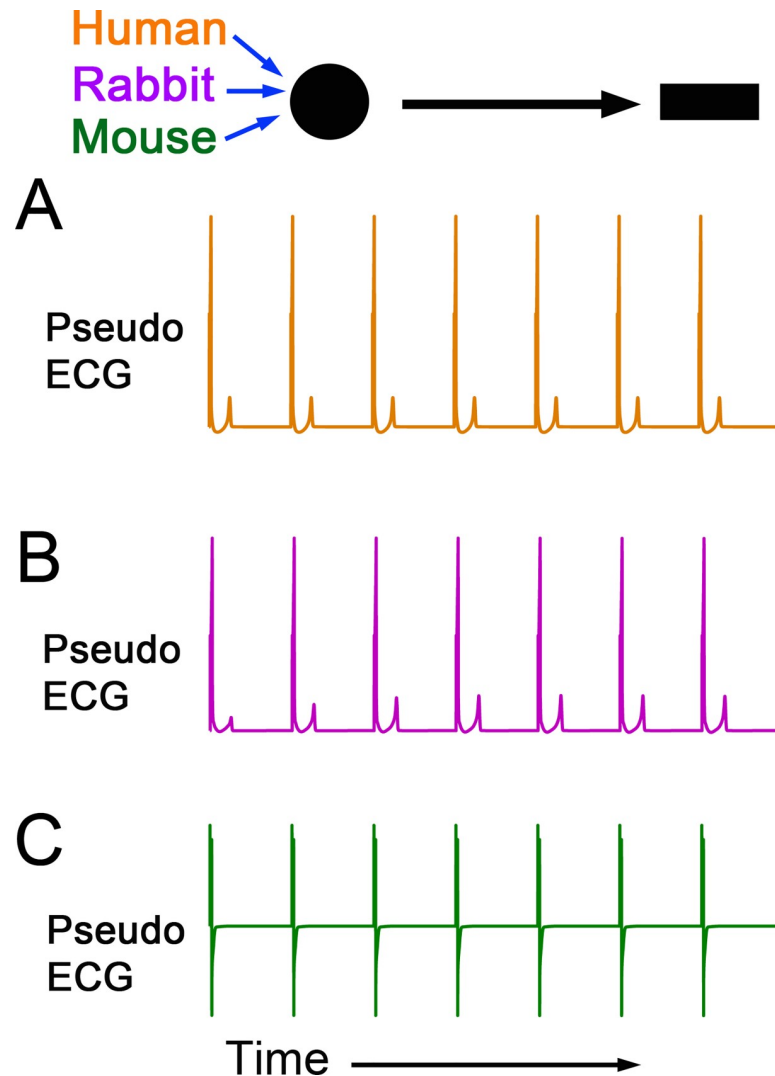 Human
Rabbit
Mouse
A
Pseudo
ECG
B
Pseudo
ECG
C
Pseudo
ECG
Time